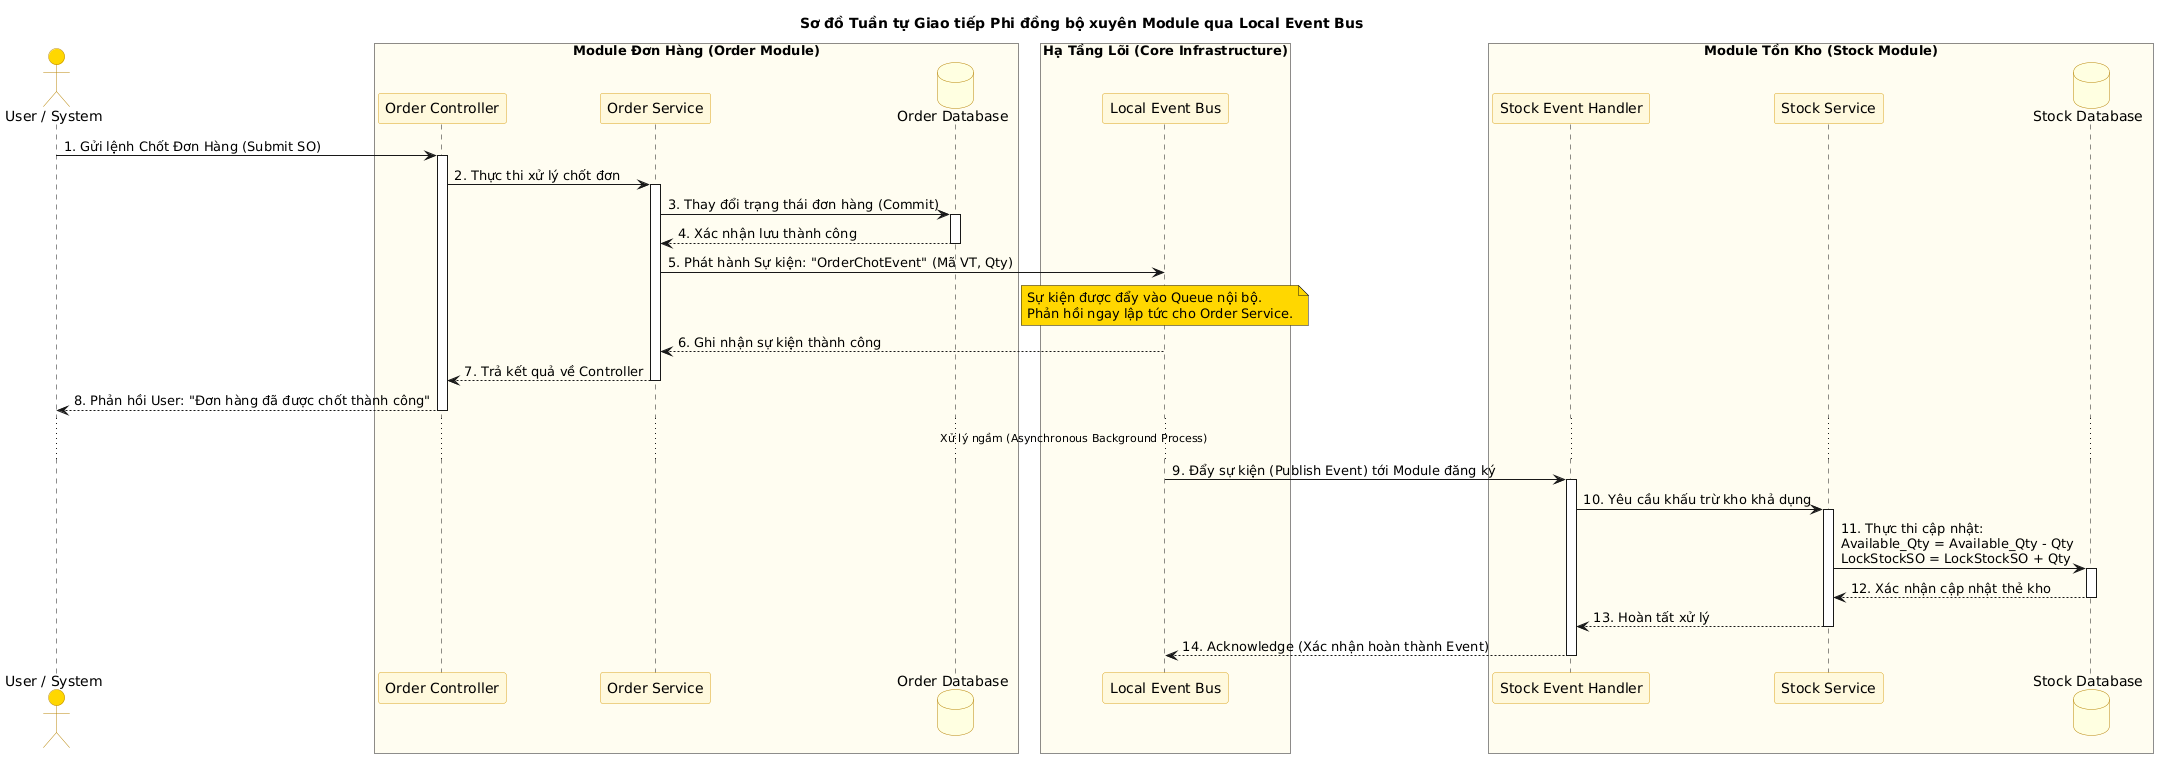 Sơ đồ Tuần tự Giao tiếp Phi đồng bộ xuyên Module qua Local Event Bus
Module Đơn Hàng (Order Module)
Hạ Tầng Lõi (Core Infrastructure)
Module Tồn Kho (Stock Module)
User / System
Order Controller
Order Service
Order Database
Local Event Bus
Stock Event Handler
Stock Service
Stock Database
1. Gửi lệnh Chốt Đơn Hàng (Submit SO)
2. Thực thi xử lý chốt đơn
3. Thay đổi trạng thái đơn hàng (Commit)
4. Xác nhận lưu thành công
5. Phát hành Sự kiện: "OrderChotEvent" (Mã VT, Qty)
Sự kiện được đẩy vào Queue nội bộ.
Phản hồi ngay lập tức cho Order Service.
6. Ghi nhận sự kiện thành công
7. Trả kết quả về Controller
8. Phản hồi User: "Đơn hàng đã được chốt thành công"
Xử lý ngầm (Asynchronous Background Process)
9. Đẩy sự kiện (Publish Event) tới Module đăng ký
10. Yêu cầu khấu trừ kho khả dụng
11. Thực thi cập nhật:
Available_Qty = Available_Qty - Qty
LockStockSO = LockStockSO + Qty
12. Xác nhận cập nhật thẻ kho
13. Hoàn tất xử lý
14. Acknowledge (Xác nhận hoàn thành Event)
User / System
Order Controller
Order Service
Order Database
Local Event Bus
Stock Event Handler
Stock Service
Stock Database